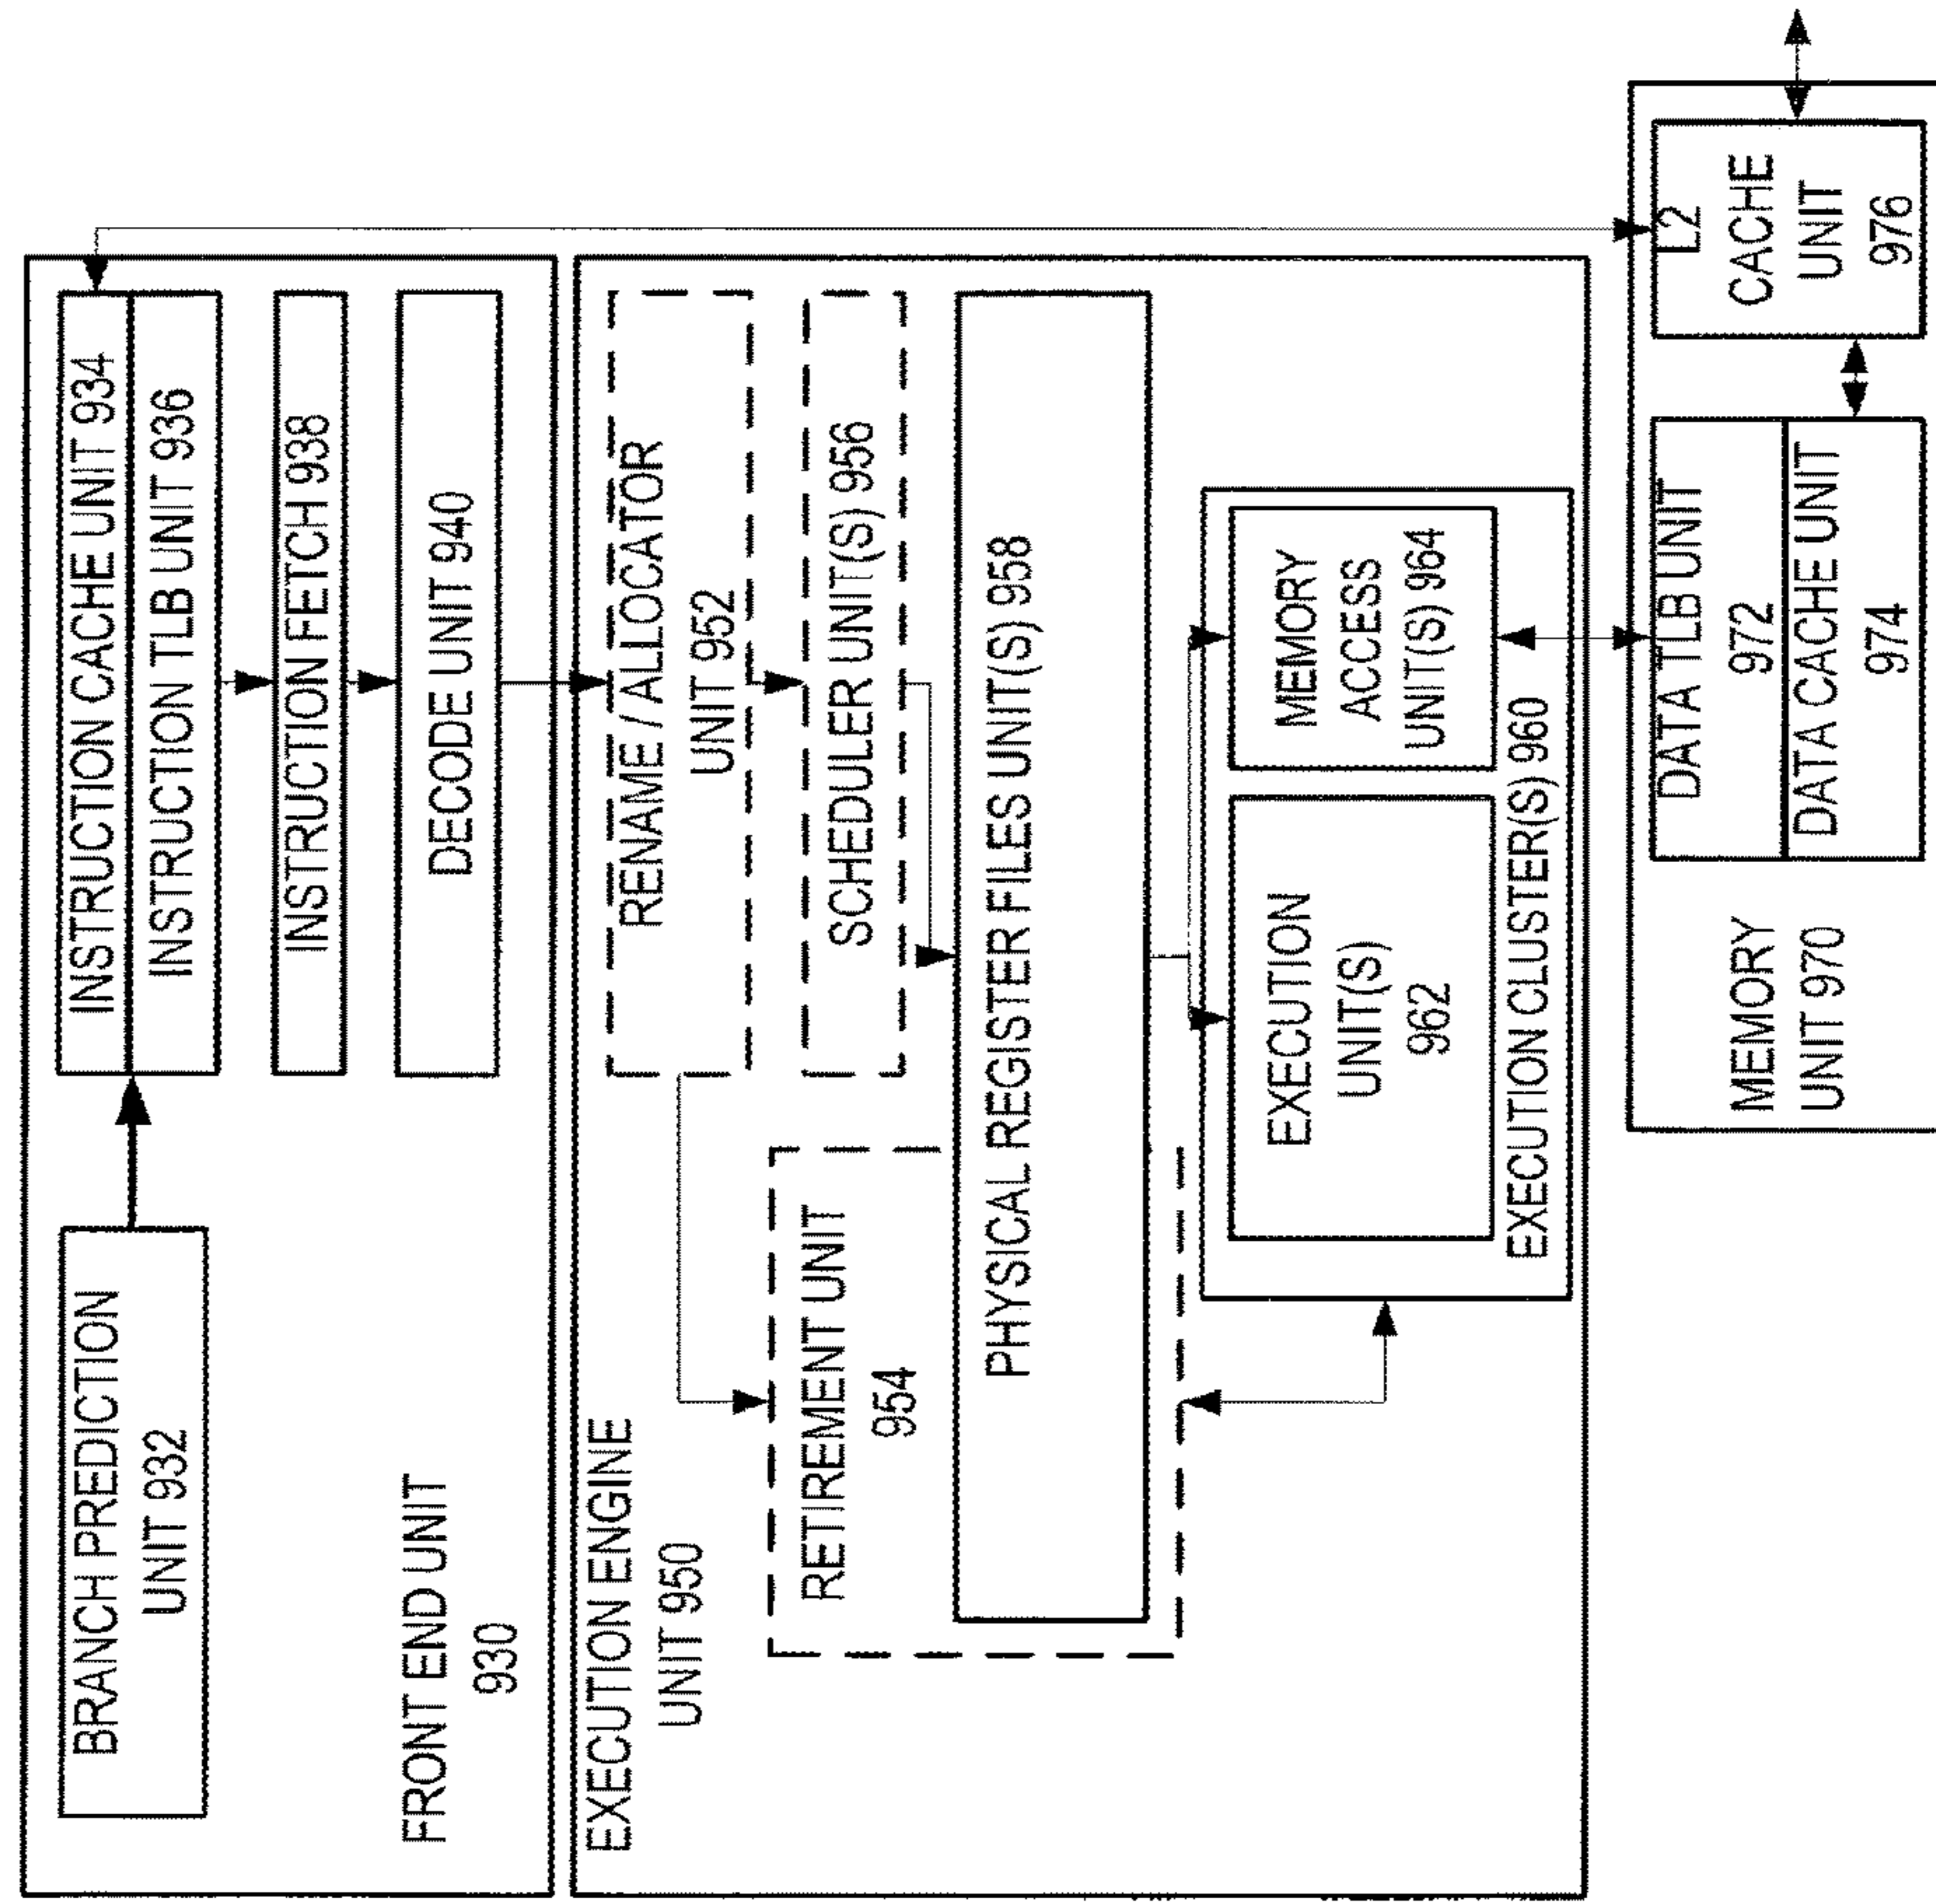 BRANCH PREDICTION
UNIT 932
INSTRUCTION CACHE UNIT 934
INSTRUCTION TLB UNIT 936
INSTRUCTION FETCH 938
DECODE UNIT 940
FRONT END UNIT
930
EXECUTION ENGINE
UNIT 950
RENAME / ALLOCATOR
UNIT 952
RETIREMENT UNIT
954
SCHEDULER UNIT(S) 956
PHYSICAL REGISTER FILES UNIT(S) 958
EXECUTION
UNIT(S)
962
MEMORY
ACCESS
UNIT(S) 964
EXECUTION CLUSTER(S) 960
MEMORY
UNIT 970
DATA TLB UNIT
972
DATA CACHE UNIT
974
L2
CACHE
UNIT
976